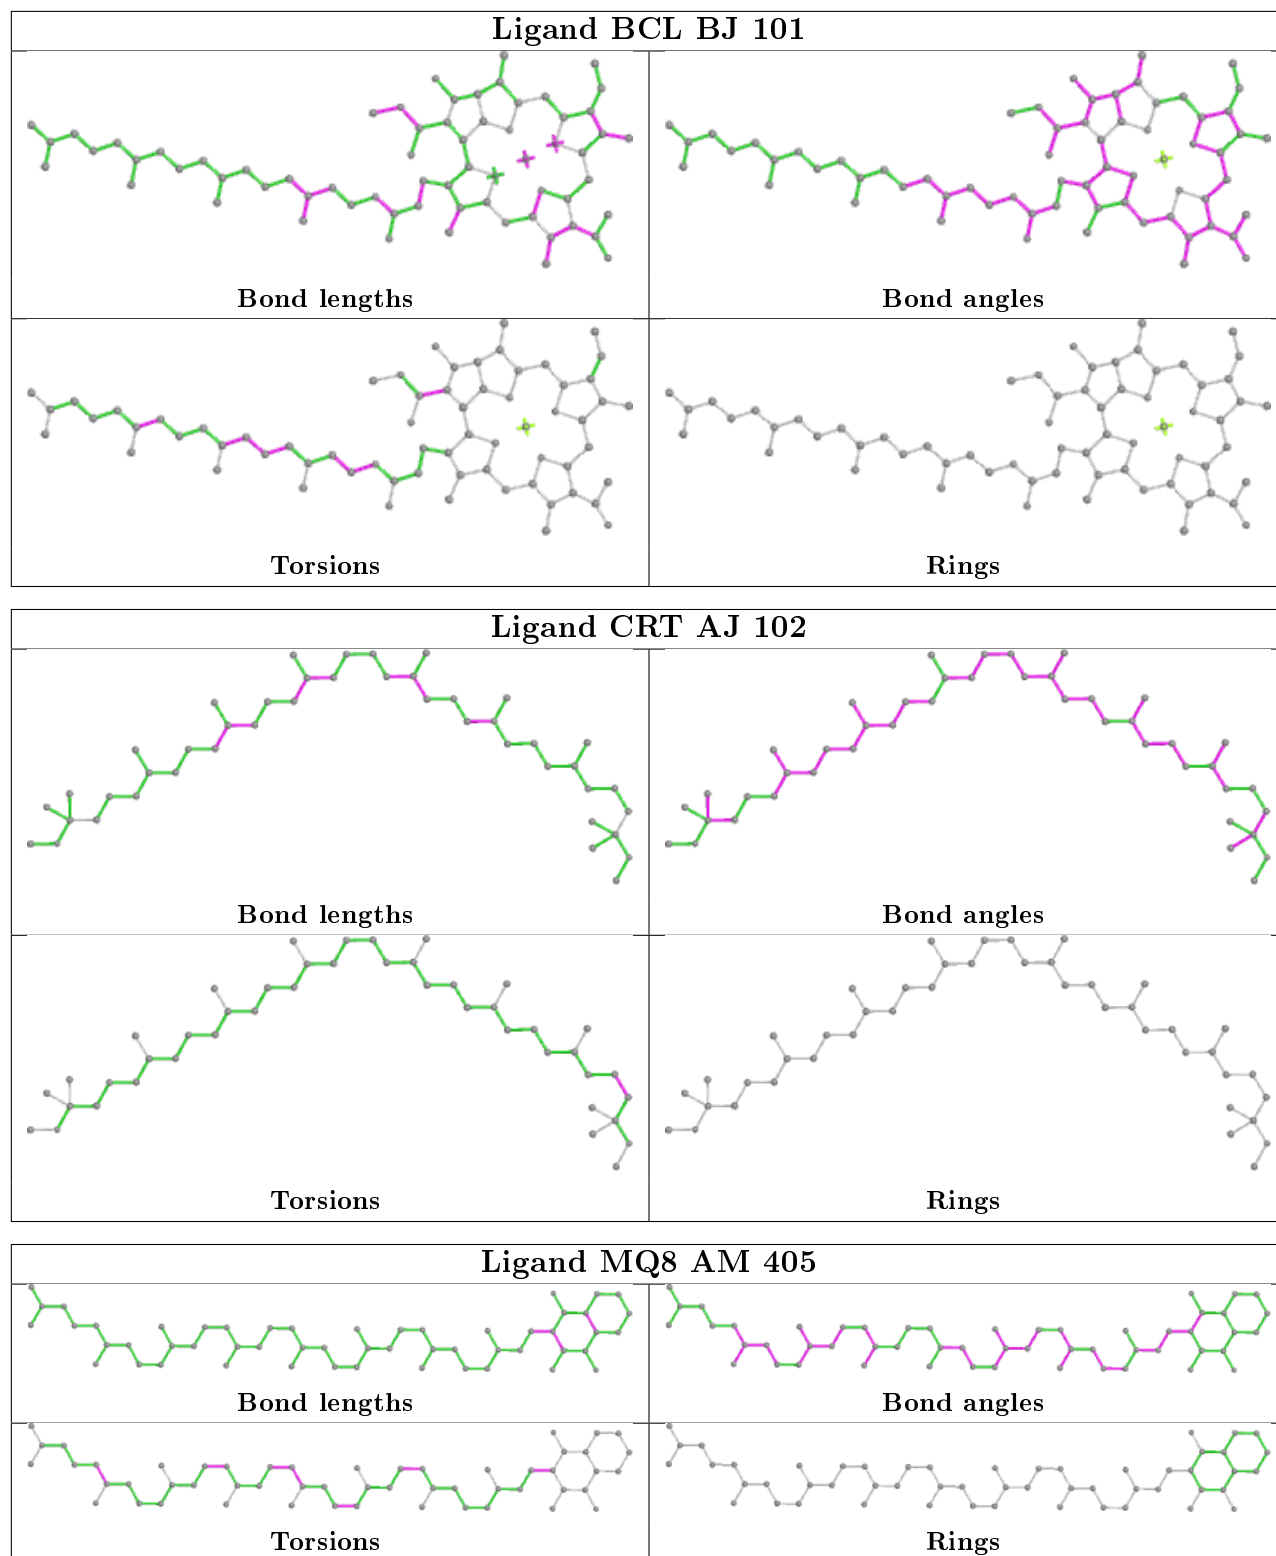 Ligand BCL BJ 101
Bond lengths
Bond angles
Torsions
Rings
Ligand CRT AJ 102
Bond lengths
Bond angles
Torsions
Rings
Ligand MQ8 AM 405
Bond lengths
Bond angles
Torsions
Rings